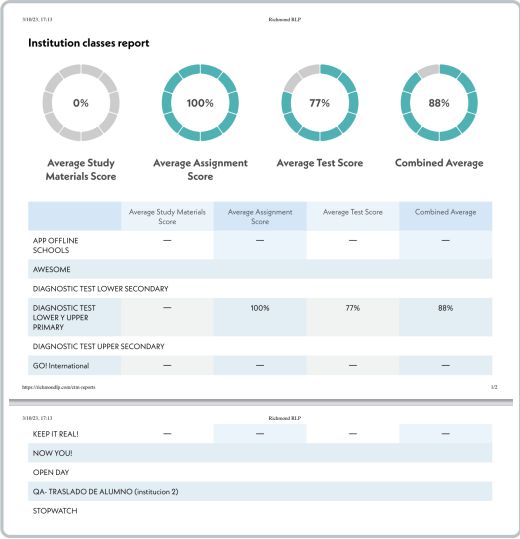 3/10/23, 17:13 Richmond RLP
Institution classes report
0% 100% 77% 88%
Average Study Average Assignment Average Test Score Combined Average
Materials Score Score
Average Study Materials Average Assignment Average Test Score Combined Average
Score Score
APP OFFLINE — — — —
SCHOOLS
AWESOME
DIAGNOSTIC TEST LOWER SECONDARY
DIAGNOSTIC TEST — 100% 77% 88%
LOWER Y UPPER
PRIMARY
DIAGNOSTIC TEST UPPER SECONDARY
GO! International — — — —
https://richmondlp.com/crm-reports 1/2
3/10/23, 17:13 Richmond RLP
KEEP IT REAL! — — — —
NOW YOU!
OPEN DAY
QA- TRASLADO DE ALUMNO (institucion 2)
STOPWATCH